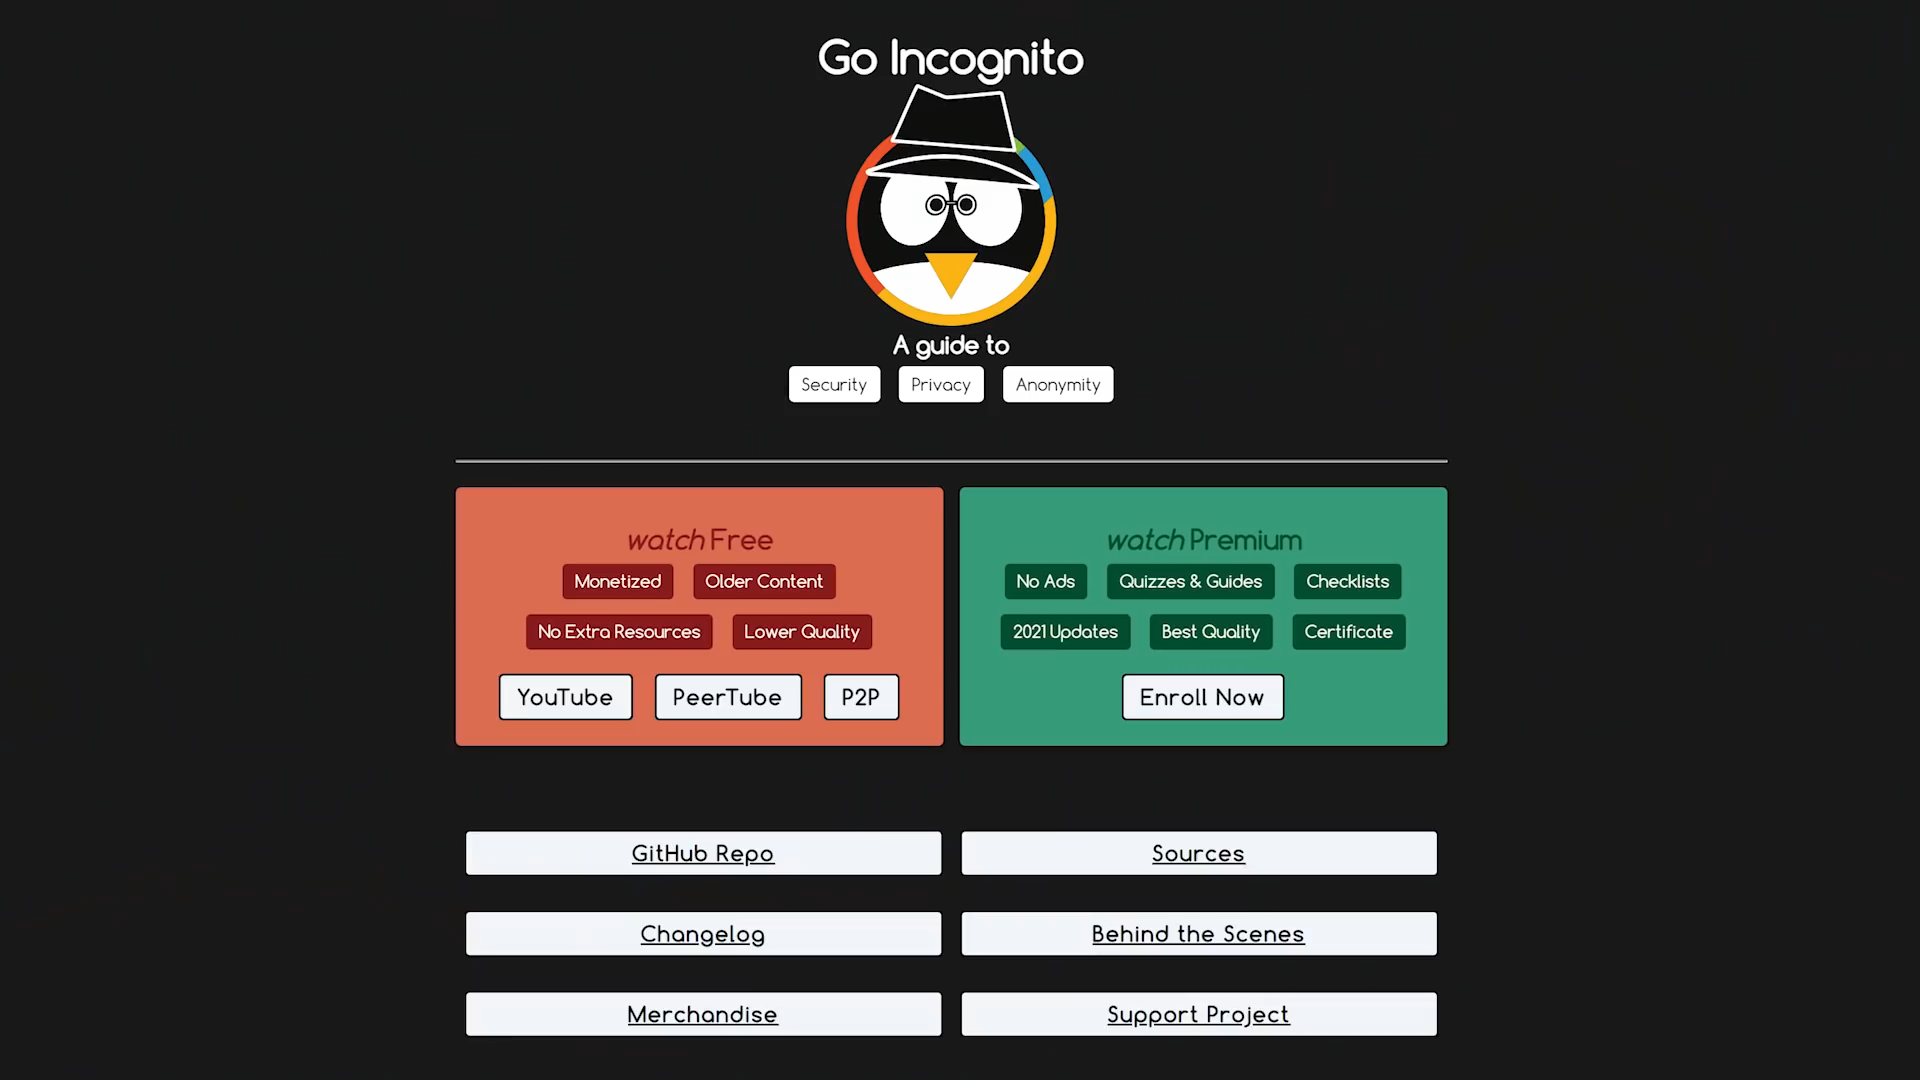 Go Incognito
A guide to
Security Privacy Anonymity
watch Free
Monetized Older Content
No Extra Resources Lower Quality
YouTube PeerTube P2P
watch Premium
No Ads Quizzes & Guides Checklists
2021 Updates Best Quality Certificate
Enroll Now
GitHub Repo Sources
Changelog Behind the Scenes
Merchandise Support Project